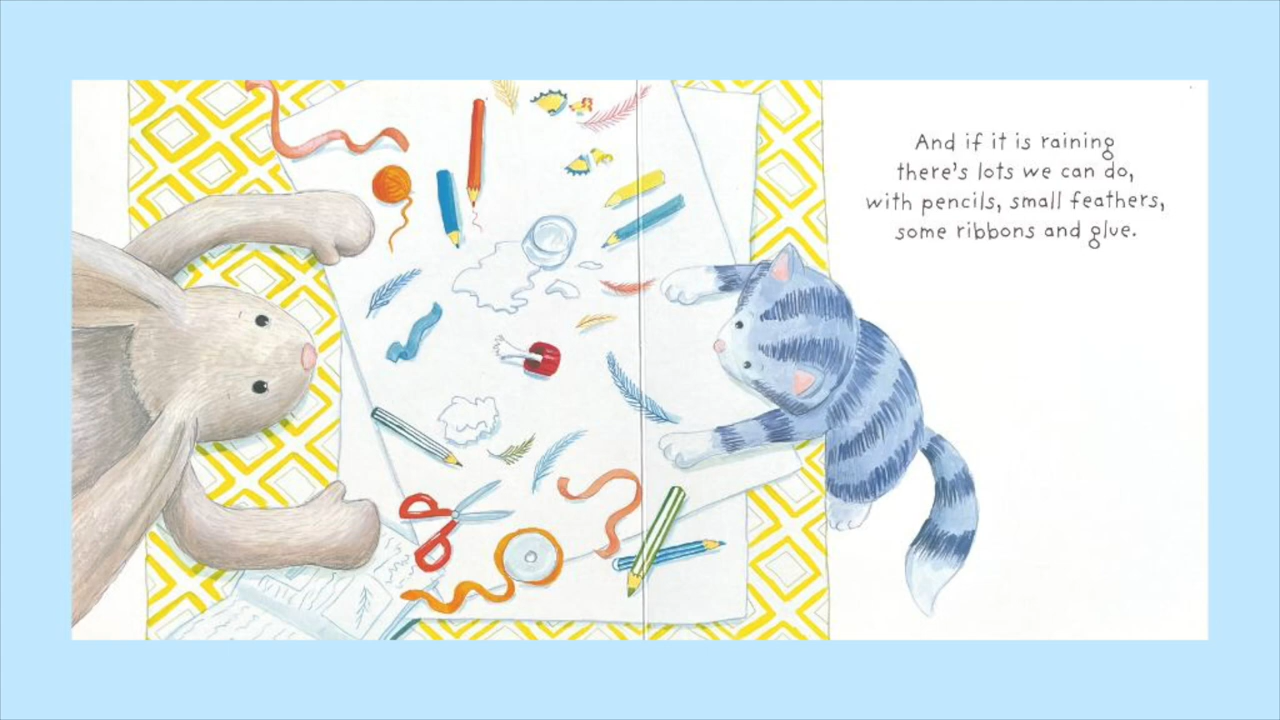 And if it is raining
there's lots we can do,
with pencils, small feathers,
some ribbons and glue.